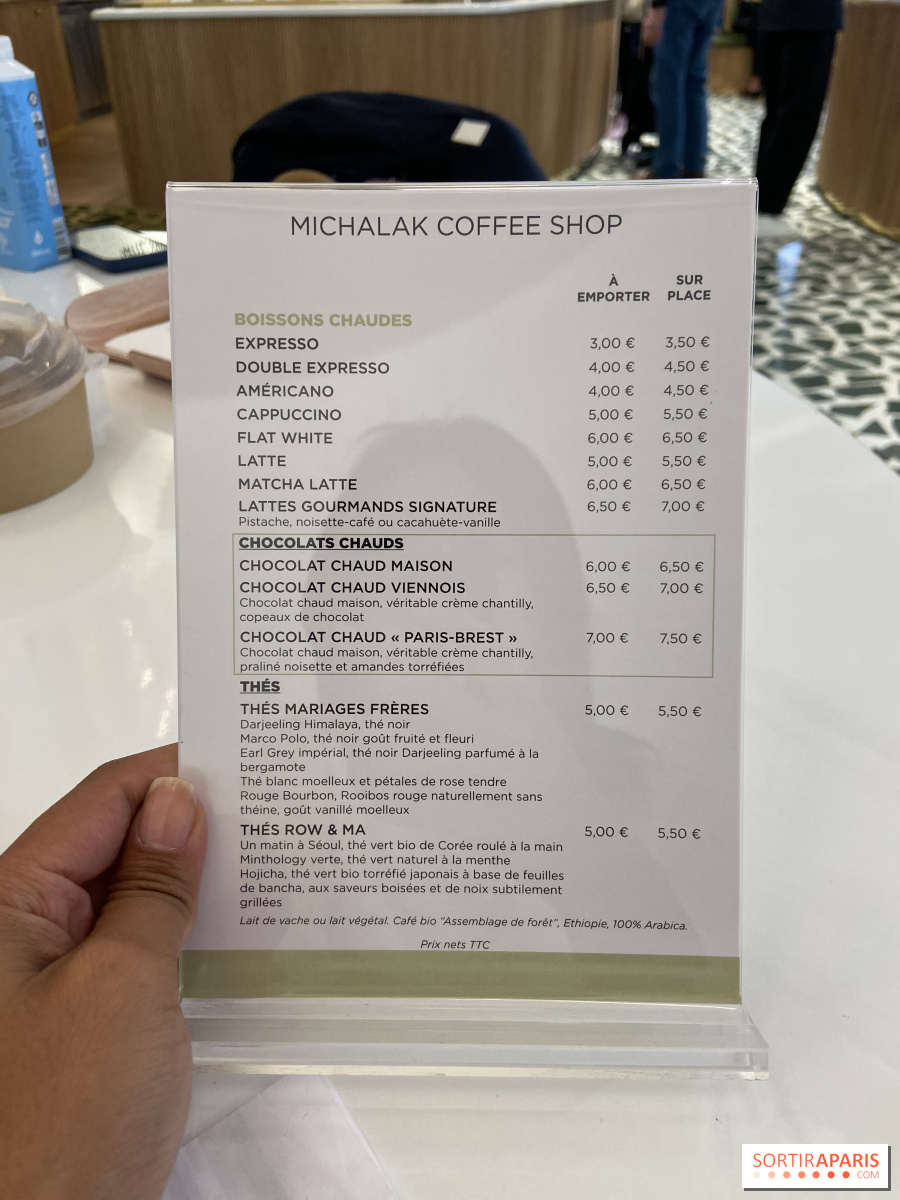 MICHALAK COFFEE SHOP
À EMPORTER
SUR PLACE
BOISSONS CHAUDES
EXPRESSO 3,00 € 3,50 €
DOUBLE EXPRESSO 4,00 € 4,50 €
AMÉRICANO 4,00 € 4,50 €
CAPPUCCINO 5,00 € 5,50 €
FLAT WHITE 6,00 € 6,50 €
LATTE 5,00 € 5,50 €
MATCHA LATTE 6,00 € 6,50 €
LATTES GOURMANDS SIGNATURE 6,50 € 7,00 €
Pistache, noisette-café ou cacahuète-vanille
CHOCOLATS CHAUDS
CHOCOLAT CHAUD MAISON 6,00 € 6,50 €
CHOCOLAT CHAUD VIENNOIS 6,50 € 7,00 €
Chocolat chaud maison, véritable crème chantilly,
copeaux de chocolat
CHOCOLAT CHAUD « PARIS-BREST » 7,00 € 7,50 €
Chocolat chaud maison, véritable crème chantilly,
praliné noisette et amandes torréfiées
THÉS
THÉS MARIAGES FRÈRES 5,00 € 5,50 €
Darjeeling Himalaya, thé noir
Marco Polo, thé noir goût fruité et fleuri
Earl Grey impérial, thé noir Darjeeling parfumé à la
bergamote
Thé blanc moelleux et pétales de rose tendre
Rouge Bourbon, Rooibos rouge naturellement sans
théine, goût vanillé moelleux
THÉS ROW & MA 5,00 € 5,50 €
Un matin à Séoul, thé vert bio de Corée roulé à la main
Minthology verte, thé vert naturel à la menthe
Hojicha, thé vert bio torréfié japonais à base de feuilles
de bancha, aux saveurs boisées et de noix subtilement
grillées
Lait de vache ou lait végétal. Café bio "Assemblage de forêt", Ethiopie, 100% Arabica.
Prix nets TTC
SORTIRAPARIS
.COM